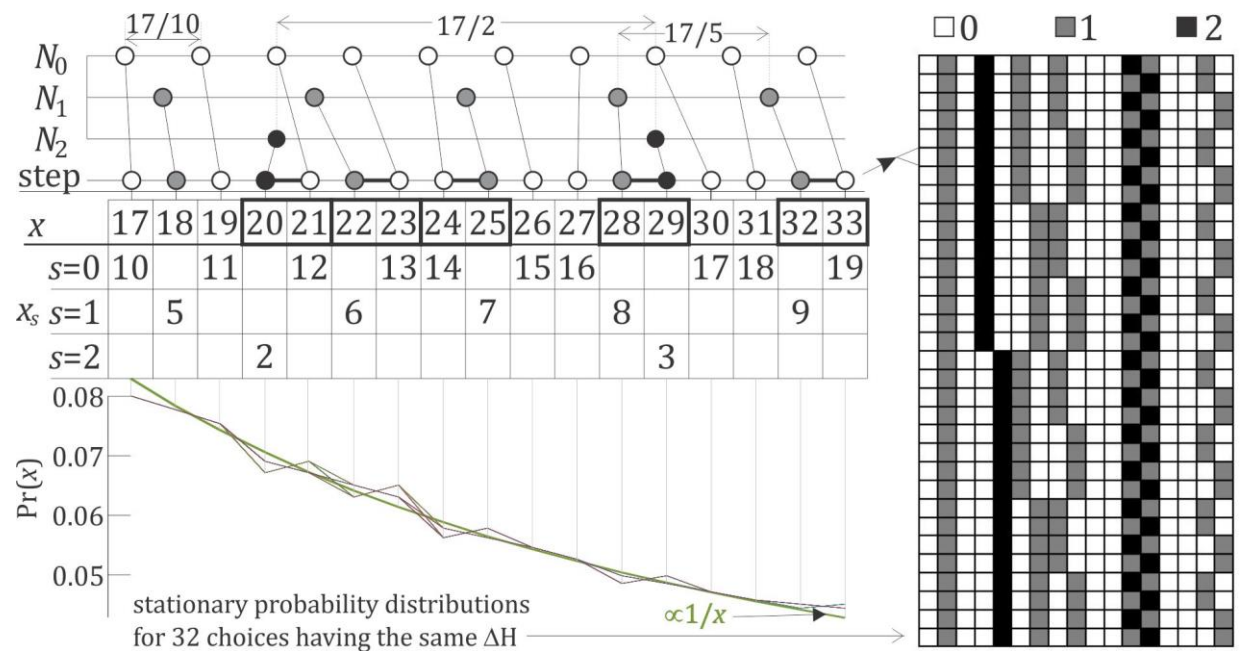 17/10 17/2 17/5
N0
N1
N2
step
x 17 18 19 20 21 22 23 24 25 26 27 28 29 30 31 32 33
s=0 10 11 12 13 14 15 16 17 18 19
xs s=1 5 6 7 8 9
s=2 2 3
0.08
0.07
0.06
0.05
Pr(x)
stationary probability distributions
for 32 choices having the same ΔH
∝1/x
0 1 2